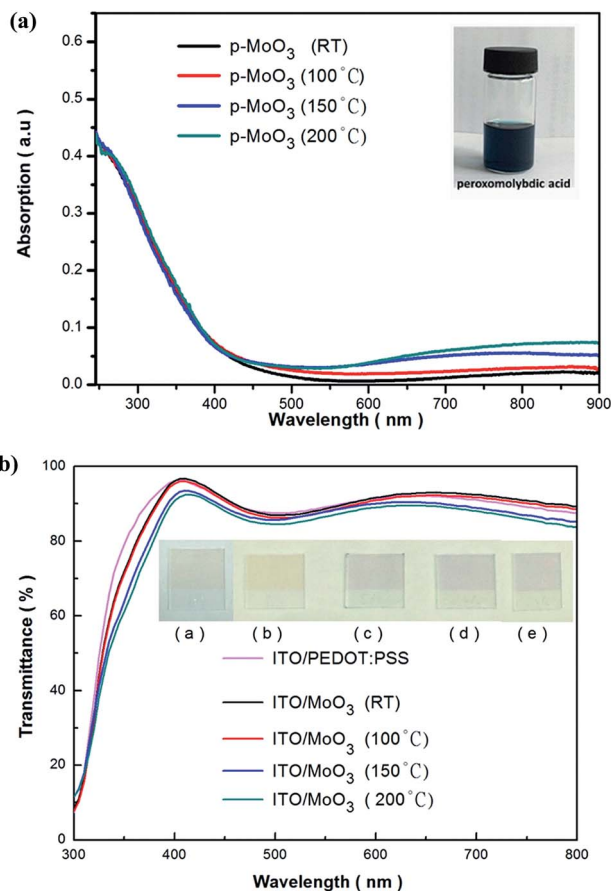 (a)
0.6
0.5
0.4
0.3
0.2
0.1
0.0
Absorption ( a.u )
p-MoO3 (RT)
p-MoO3 (100°C)
p-MoO3 (150°C)
p-MoO3 (200°C)
peroxomolybdic acid
300 400 500 600 700 800 900
Wavelength ( nm )
b)
100
80
60
40
20
0
Transmittance ( % )
( a ) ( b ) ( c ) ( d ) ( e )
ITO/PEDOT:PSS
ITO/MoO3 (RT)
ITO/MoO3 (100°C)
ITO/MoO3 (150°C)
ITO/MoO3 ( 200°C)
300 400 500 600 700 800
Wavelength ( nm )